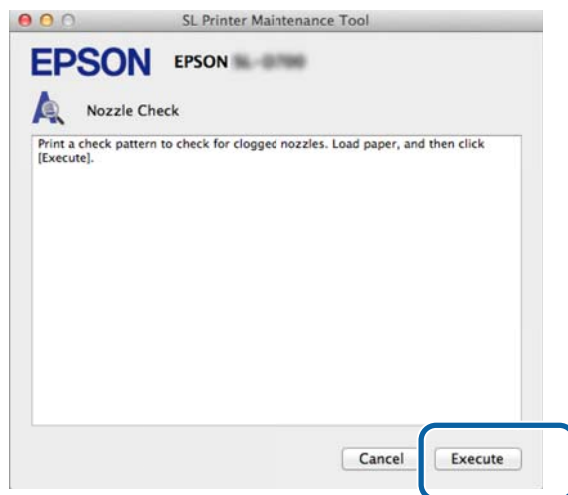 SL Printer Maintenance Tool
EPSON EPSON
Nozzle Check
Print a check pattern to check for clogged nozzles. Load paper, and then click
[Execute].
Cancel Execute